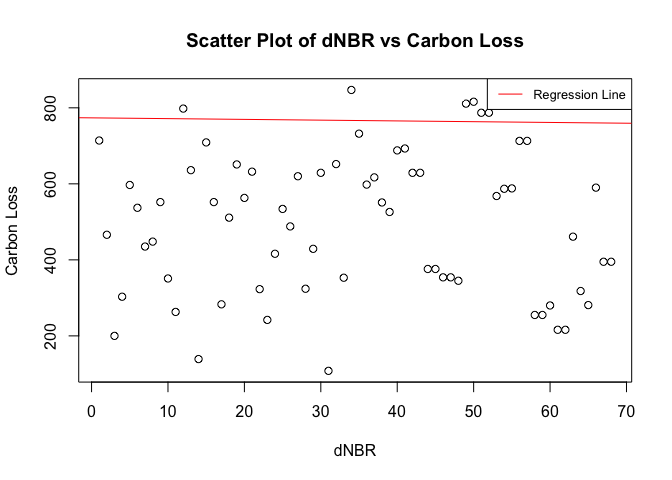 Scatter Plot of dNBR vs Carbon Loss
Regression Line
Carbon Loss
800
600
400
200
0 10 20 30 40 50 60 70
dNBR